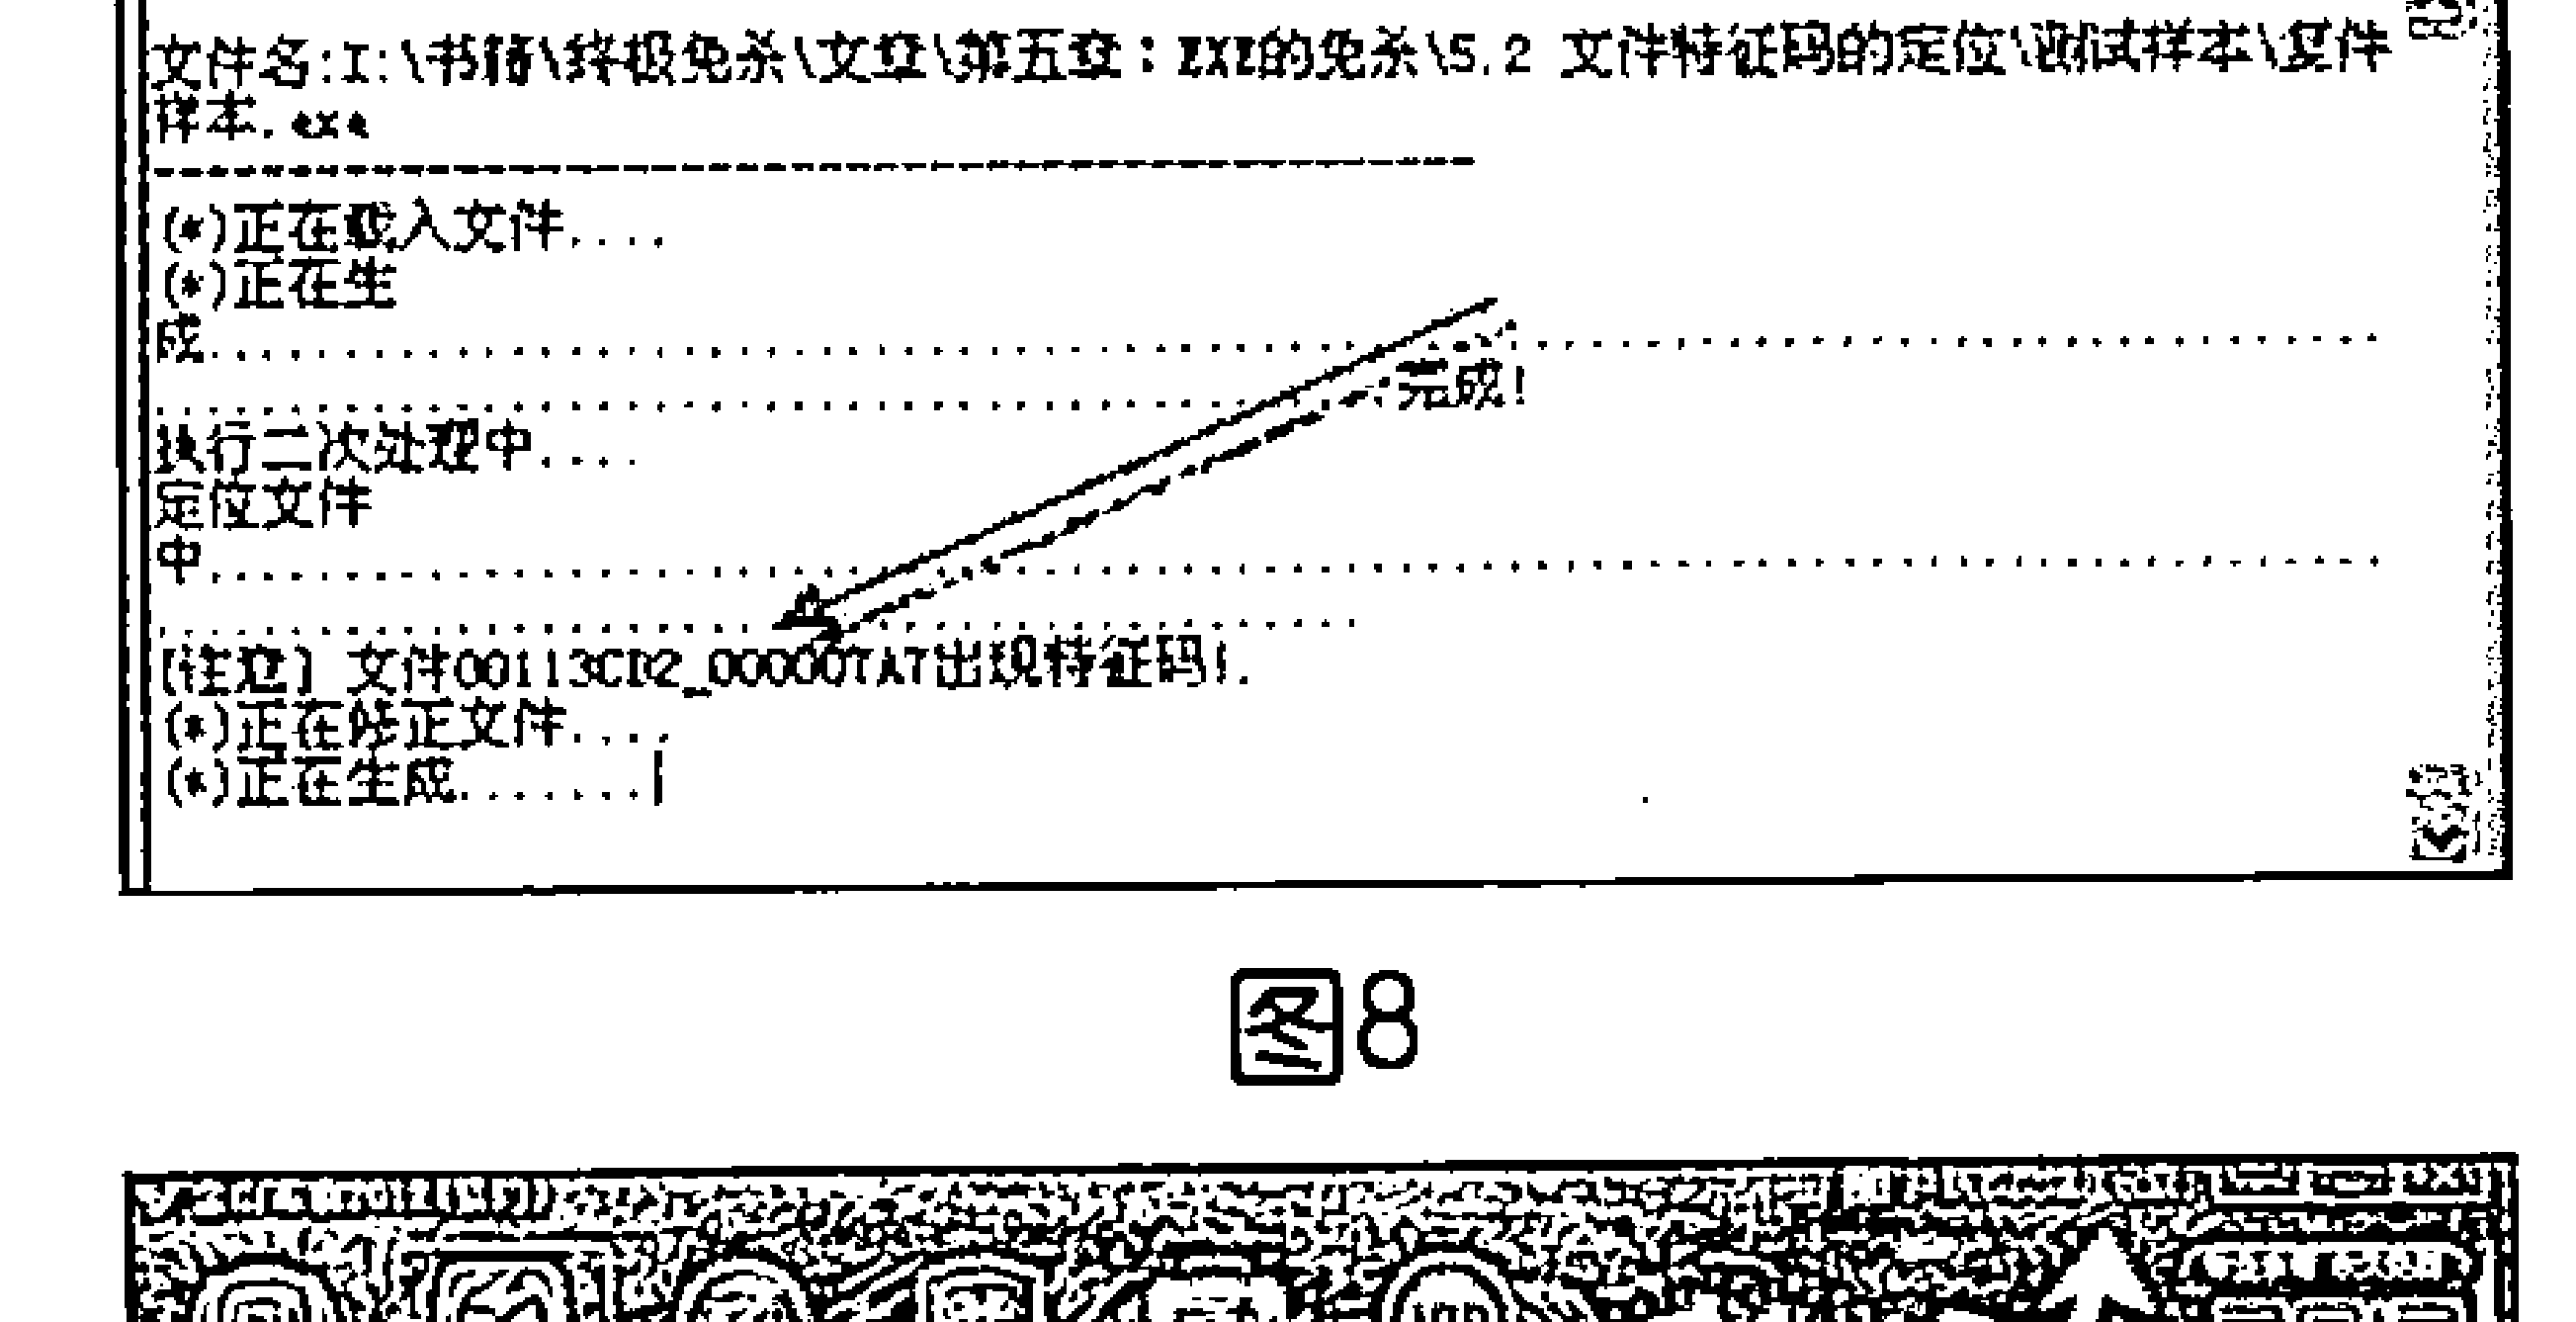 文件名:I:\书籍\终极免杀\文章\第五章：EXE的免杀\5.2 文件特征码的定位\测试样本\复件
样本.exe
--------------------------------------------------
(*)正在载入文件....
(*)正在生
成................................................................................
............................................完成!
执行二次处理中....
定位文件
中................................................................................
............................................
[注意] 文件00113CD2_000007A7出现特征码!.
(*)正在校正文件....
(*)正在生成.......
图8